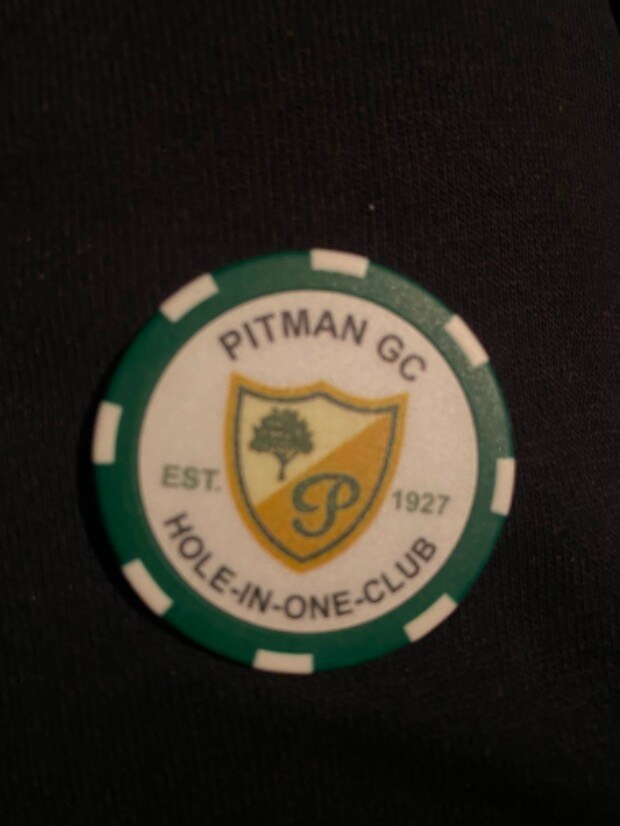 PITMAN GC
EST.
P
1927
HOLE-IN-ONE-CLUB